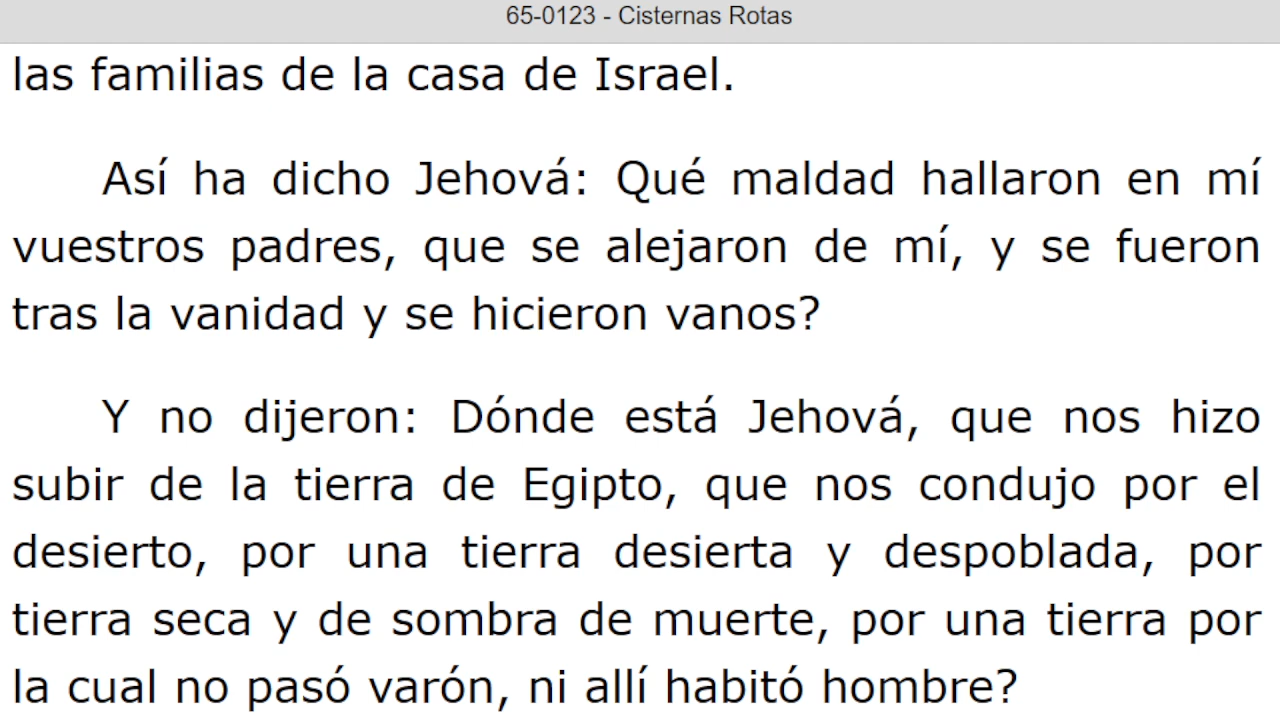 65-0123 - Cisternas Rotas
las familias de la casa de Israel.
Así ha dicho Jehová: Qué maldad hallaron en mí
vuestros padres, que se alejaron de mí, y se fueron
tras la vanidad y se hicieron vanos?
Y no dijeron: Dónde está Jehová, que nos hizo
subir de la tierra de Egipto, que nos condujo por el
desierto, por una tierra desierta y despoblada, por
tierra seca y de sombra de muerte, por una tierra por
la cual no pasó varón, ni allí habitó hombre?